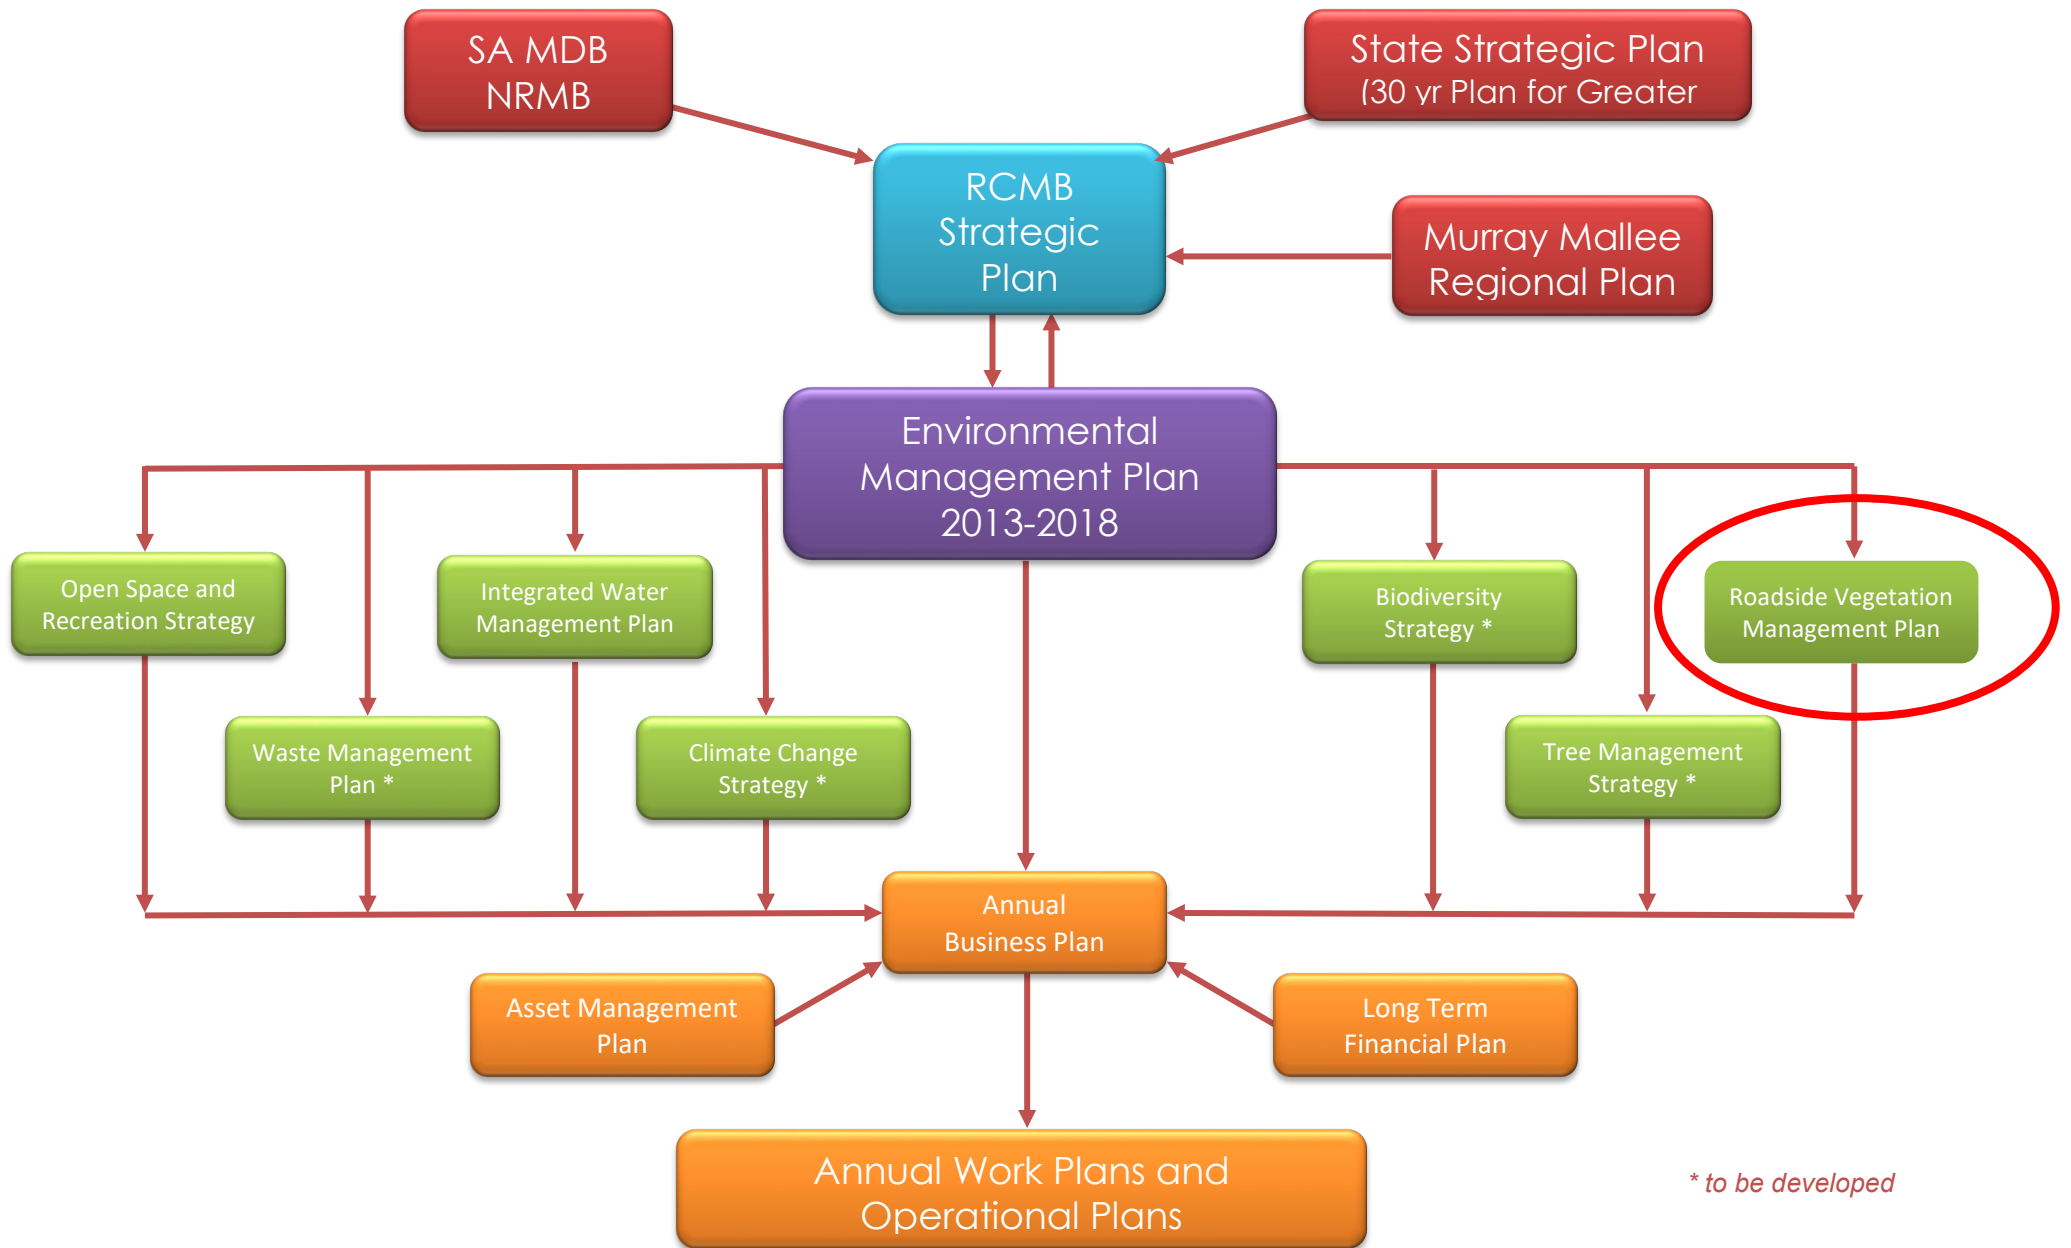 SA MDB
NRMB
State Strategic Plan
(30 yr Plan for Greater
RCMB
Strategic
Plan
Murray Mallee
Regional Plan
Environmental
Management Plan
2013-2018
Open Space and
Recreation Strategy
Integrated Water
Management Plan
Biodiversity
Strategy *
Roadside Vegetation
Management Plan
Waste Management
Plan *
Climate Change
Strategy *
Tree Management
Strategy *
Annual
Business Plan
Asset Management
Plan
Long Term
Financial Plan
Annual Work Plans and
Operational Plans
* to be developed